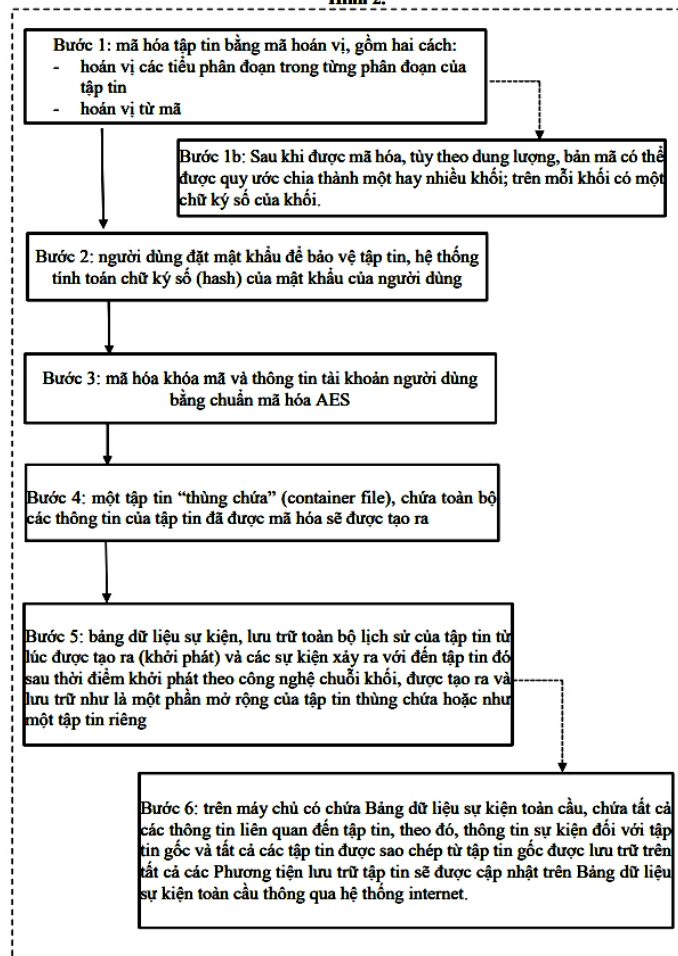 Hình 2.
Bước 1: mã hóa tập tin bằng mã hoán vị, gồm hai cách:
- hoán vị các tiểu phân đoạn trong từng phân đoạn của
tập tin
- hoán vị từ mã
Bước 1b: Sau khi được mã hóa, tùy theo dung lượng, bản mã có thể
được quy ước chia thành một hay nhiều khối; trên mỗi khối có một
chữ ký số của khối.
Bước 2: người dùng đặt mật khẩu để bảo vệ tập tin, hệ thống
tính toán chữ ký số (hash) của mật khẩu của người dùng
Bước 3: mã hóa khóa mã và thông tin tài khoản người dùng
bằng chuẩn mã hóa AES
Bước 4: một tập tin “thùng chứa” (container file), chứa toàn bộ
các thông tin của tập tin đã được mã hóa sẽ được tạo ra
Bước 5: bảng dữ liệu sự kiện, lưu trữ toàn bộ lịch sử của tập tin từ
lúc được tạo ra (khởi phát) và các sự kiện xảy ra với đến tập tin đó
sau thời điểm khởi phát theo công nghệ chuỗi khối, được tạo ra và
lưu trữ như là một phần mở rộng của tập tin thùng chứa hoặc như
một tập tin riêng
Bước 6: trên máy chủ có chứa Bảng dữ liệu sự kiện toàn cầu, chứa tất cả
các thông tin liên quan đến tập tin, theo đó, thông tin sự kiện đối với tập
tin gốc và tất cả các tập tin được sao chép từ tập tin gốc được lưu trữ trên
tất cả các Phương tiện lưu trữ tập tin sẽ được cập nhật trên Bảng dữ liệu
sự kiện toàn cầu thông qua hệ thống internet.